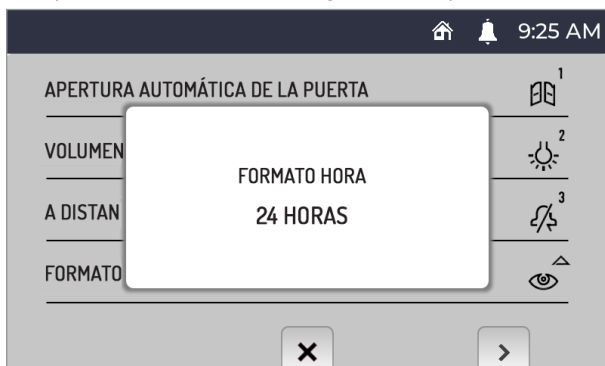 9:25 AM
APERTURA AUTOMÁTICA DE LA PUERTA
1
VOLUMEN
2
FORMATO HORA
24 HORAS
A DISTAN
3
FORMATO